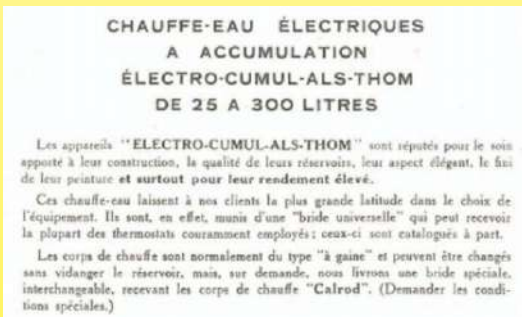 CHAUFFE-EAU ÉLECTRIQUES
A ACCUMULATION
ÉLECTRO-CUMUL-ALS-THOM
DE 25 A 300 LITRES
Les appareils "ELECTRO-CUMUL-ALS-THOM" sont réputés pour le soin
apporté à leur construction, la qualité de leurs réservoirs, leur aspect élégant, le fini
de leur peinture et surtout pour leur rendement élevé.
Ces chauffe-eau laissent à nos clients la plus grande latitude dans le choix de
l'équipement. Ils sont, en effet, munis d'une "bride universelle" qui peut recevoir
la plupart des thermostats couramment employés ; ceux-ci sont catalogués à part.
Les corps de chauffe sont normalement du type "à gaine" et peuvent être changés
sans vidanger le réservoir, mais, sur demande, nous livrons une bride spéciale,
interchangeable, recevant les corps de chauffe "Calrod". (Demander les condi-
tions spéciales.)